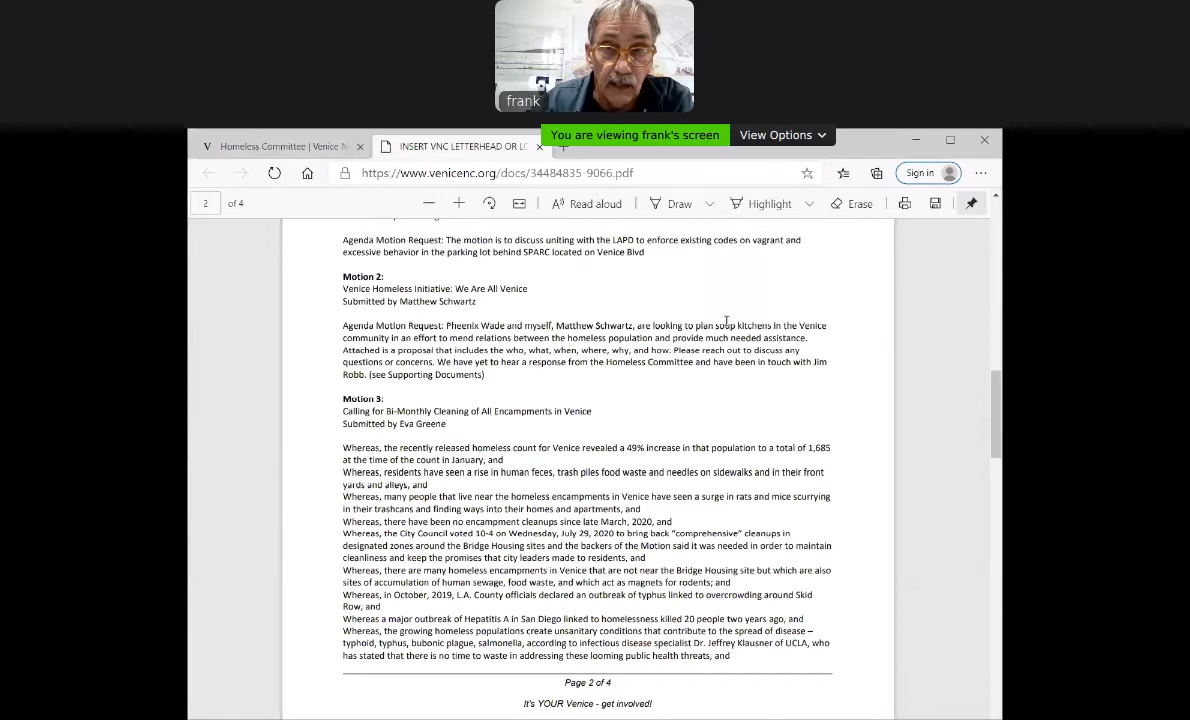 frank
You are viewing frank's screen
View Options
V Homeless Committee | Venice N
INSERT VNC LETTERHEAD OR LO
https://www.venicenc.org/docs/34484835-9066.pdf
Sign in
2 of 4
Read aloud
Draw
Highlight
Erase
Agenda Motion Request: The motion is to discuss uniting with the LAPD to enforce existing codes on vagrant and
excessive behavior in the parking lot behind SPARC located on Venice Blvd
Motion 2:
Venice Homeless Initiative: We Are All Venice
Submitted by Matthew Schwartz
Agenda Motion Request: Pheenix Wade and myself, Matthew Schwartz, are looking to plan soup kitchens in the Venice
community in an effort to mend relations between the homeless population and provide much needed assistance.
Attached is a proposal that includes the who, what, when, where, why, and how. Please reach out to discuss any
questions or concerns. We have yet to hear a response from the Homeless Committee and have been in touch with Jim
Robb. (see Supporting Documents)
Motion 3:
Calling for Bi-Monthly Cleaning of All Encampments in Venice
Submitted by Eva Greene
Whereas, the recently released homeless count for Venice revealed a 49% increase in that population to a total of 1,685
at the time of the count in January, and
Whereas, residents have seen a rise in human feces, trash piles food waste and needles on sidewalks and in their front
yards and alleys, and
Whereas, many people that live near the homeless encampments in Venice have seen a surge in rats and mice scurrying
in their trashcans and finding ways into their homes and apartments, and
Whereas, there have been no encampment cleanups since late March, 2020, and
Whereas, the City Council voted 10-4 on Wednesday, July 29, 2020 to bring back “comprehensive” cleanups in
designated zones around the Bridge Housing sites and the backers of the Motion said it was needed in order to maintain
cleanliness and keep the promises that city leaders made to residents, and
Whereas, there are many homeless encampments in Venice that are not near the Bridge Housing site but which are also
sites of accumulation of human sewage, food waste, and which act as magnets for rodents; and
Whereas, in October, 2019, L.A. County officials declared an outbreak of typhus linked to overcrowding around Skid
Row, and
Whereas a major outbreak of Hepatitis A in San Diego linked to homelessness killed 20 people two years ago, and
Whereas, the growing homeless populations create unsanitary conditions that contribute to the spread of disease –
typhoid, typhus, bubonic plague, salmonella, according to infectious disease specialist Dr. Jeffrey Klausner of UCLA, who
has stated that there is no time to waste in addressing these looming public health threats, and
Page 2 of 4
It's YOUR Venice - get involved!